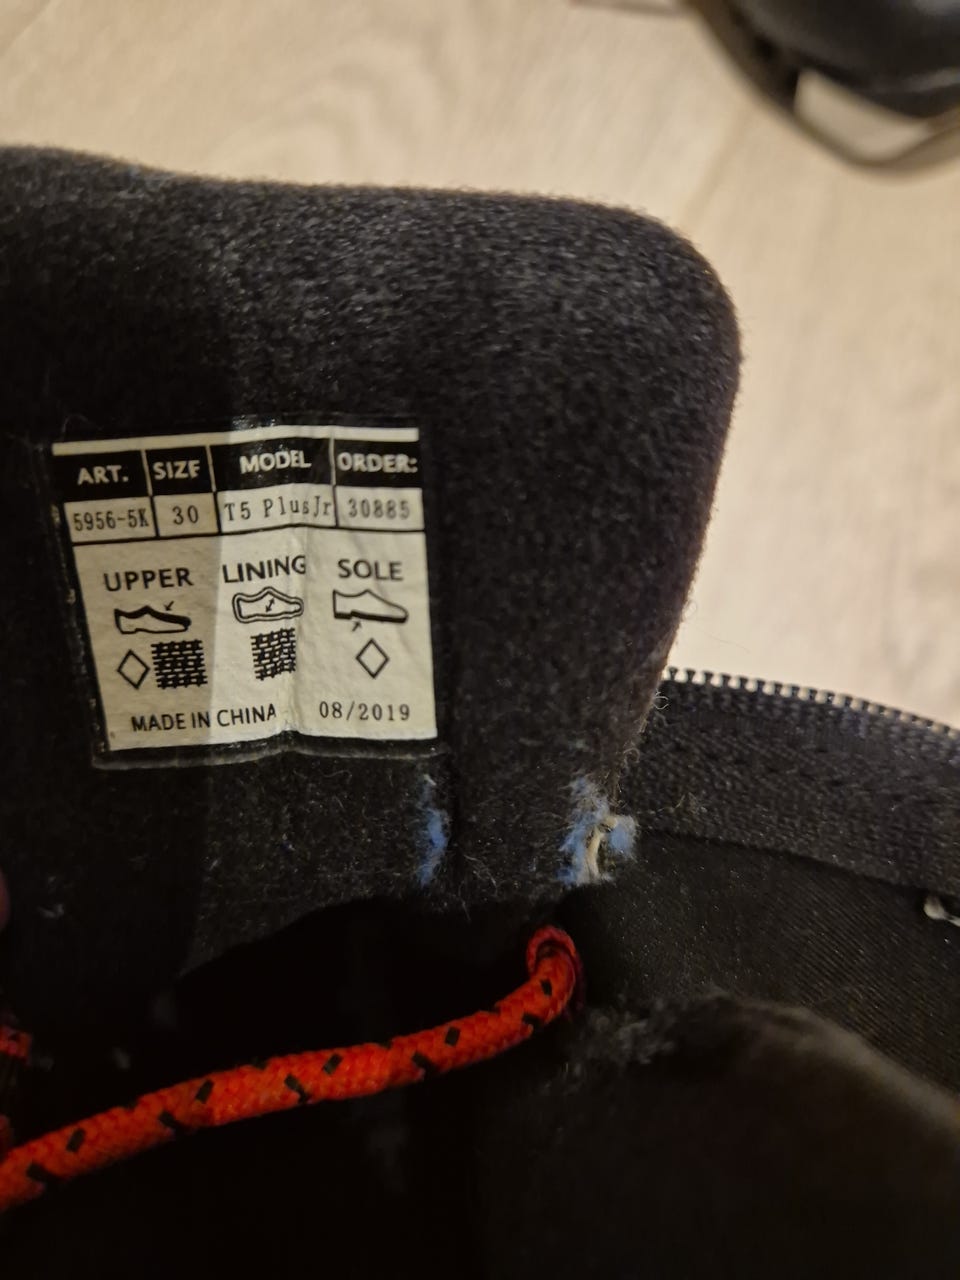 ART. SIZE MODEL ORDER:
5956-5K 30 T5 PlusJr 30885
UPPER LINING SOLE
MADE IN CHINA 08/2019